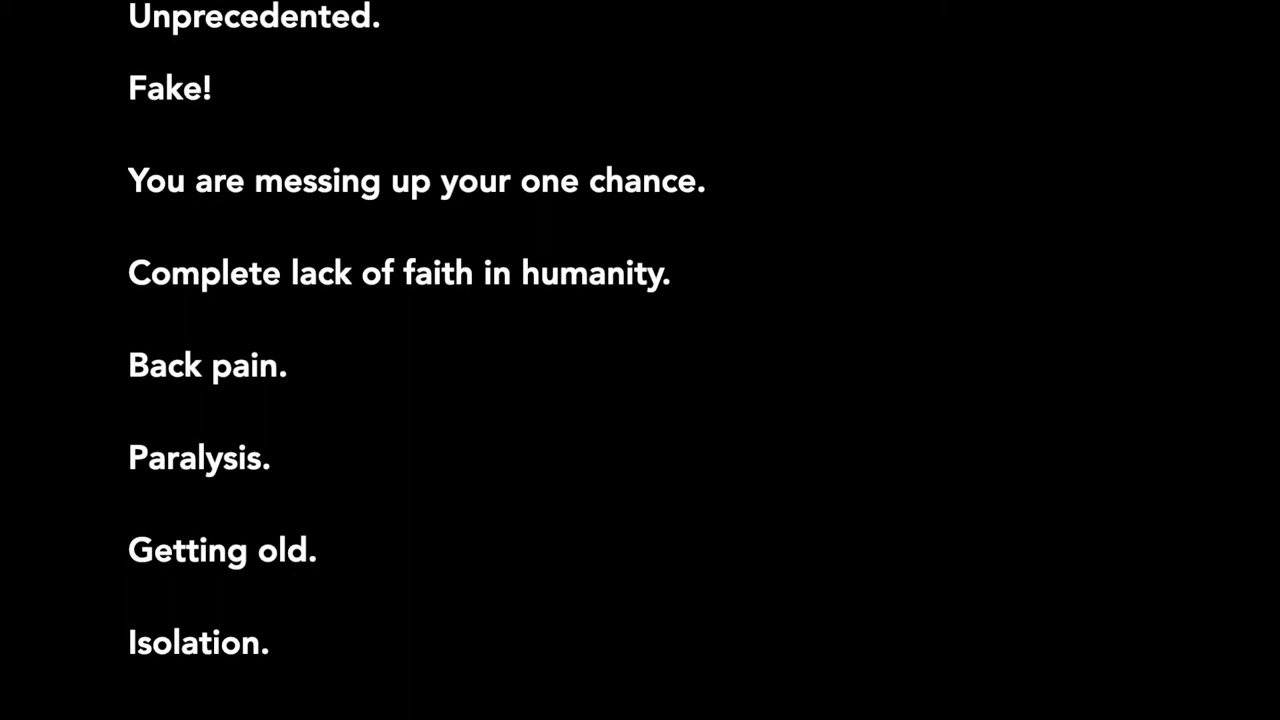 Unprecedented.
Fake!
You are messing up your one chance.
Complete lack of faith in humanity.
Back pain.
Paralysis.
Getting old.
Isolation.